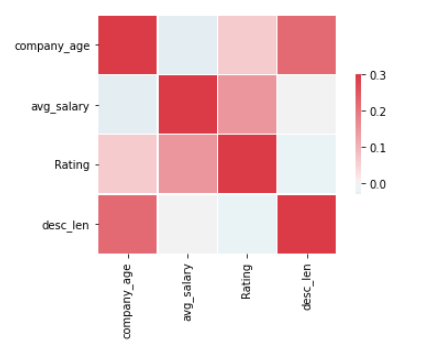 company_age
avg_salary
Rating
desc_len
company_age
avg_salary
Rating
desc_len
0.3
0.2
0.1
0.0